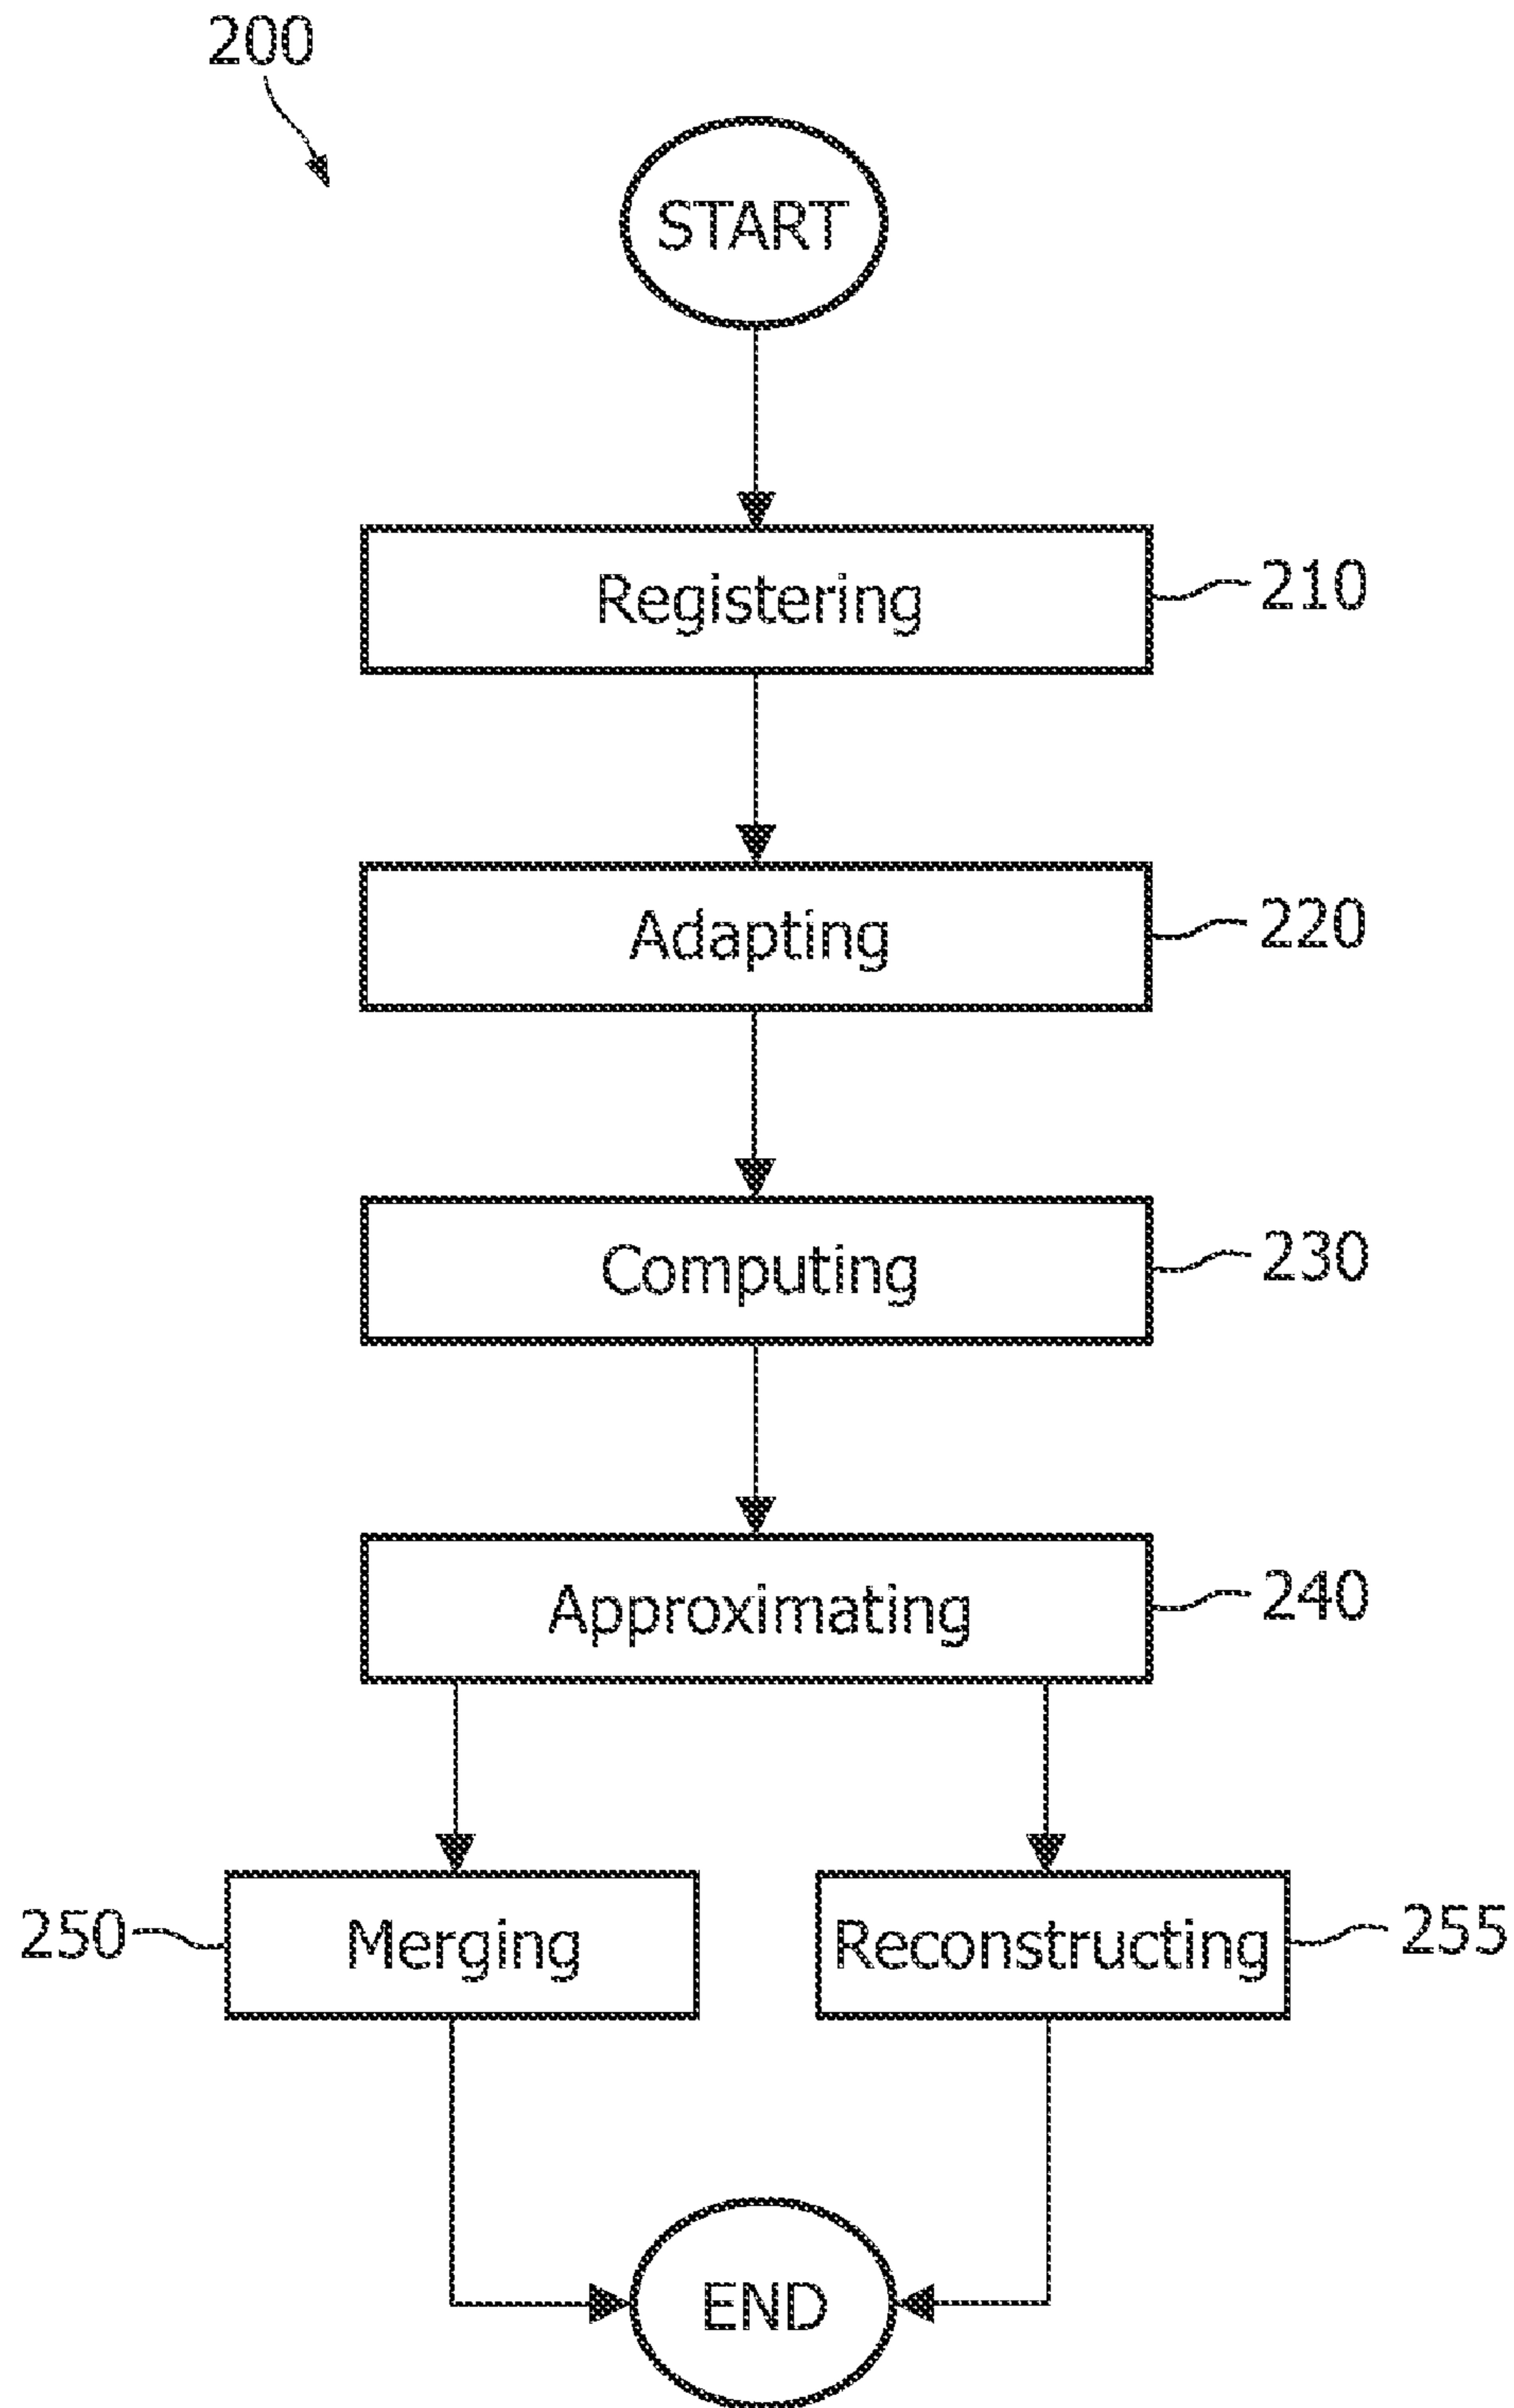 200
START
Registering
210
Adapting
220
Computing
230
Approximating
240
250
Merging
Reconstructing
255
END